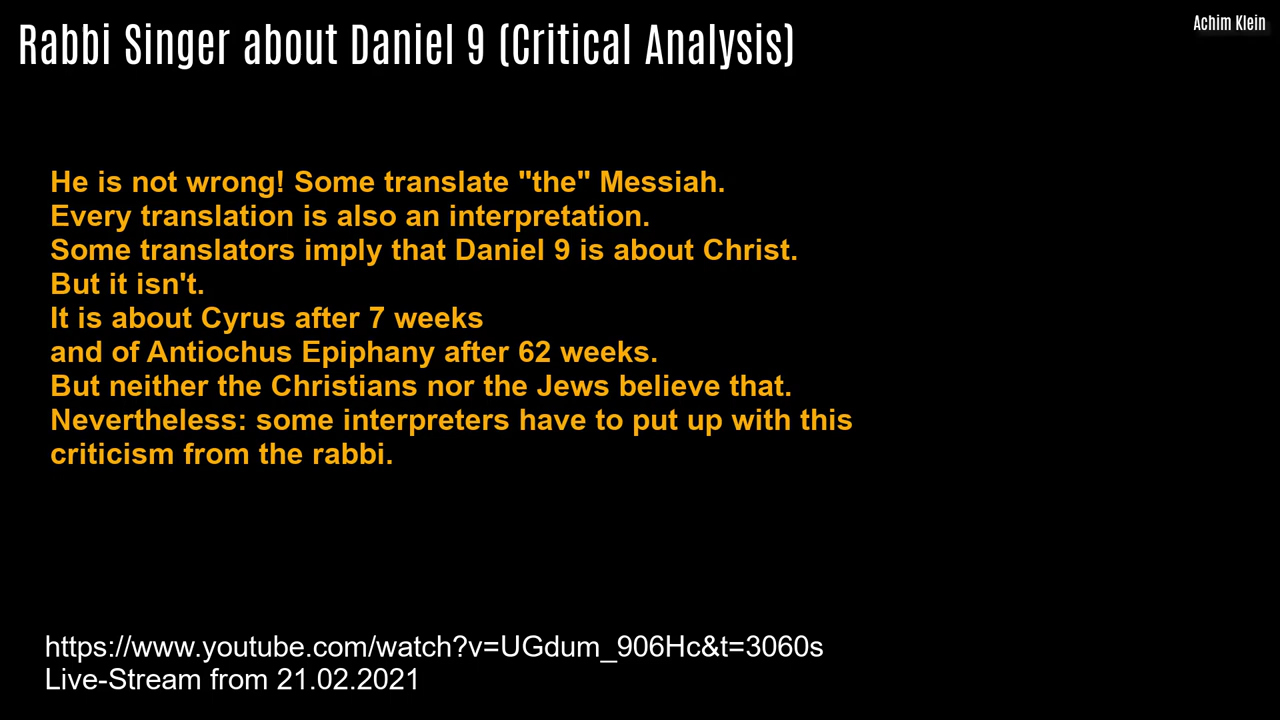 Rabbi Singer about Daniel 9 (Critical Analysis)
Achim Klein
He is not wrong! Some translate "the" Messiah.
Every translation is also an interpretation.
Some translators imply that Daniel 9 is about Christ.
But it isn't.
It is about Cyrus after 7 weeks
and of Antiochus Epiphany after 62 weeks.
But neither the Christians nor the Jews believe that.
Nevertheless: some interpreters have to put up with this
criticism from the rabbi.
https://www.youtube.com/watch?v=UGdum_906Hc&t=3060s
Live-Stream from 21.02.2021